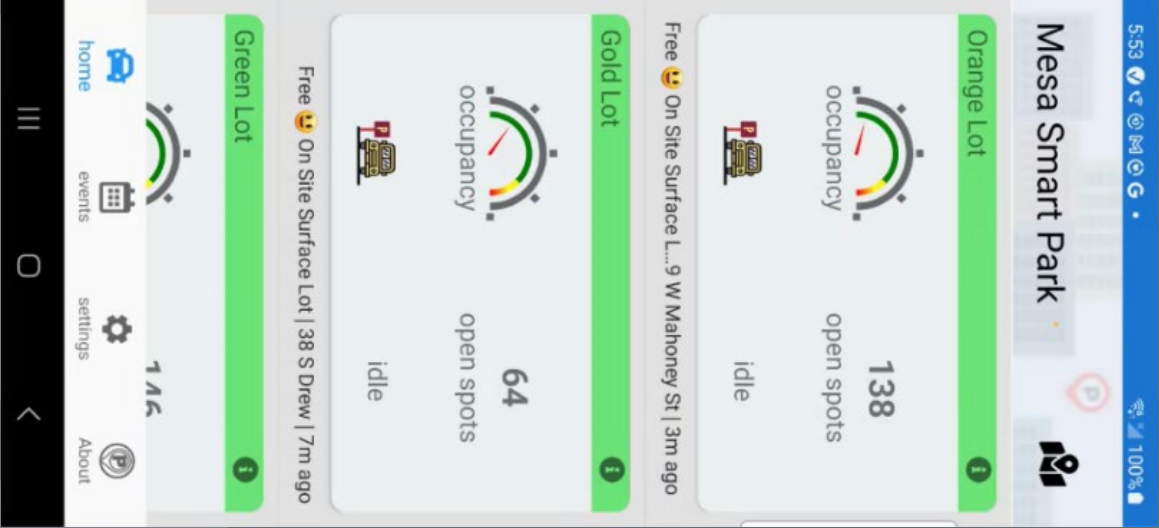 5:53 100%
Mesa Smart Park
Orange Lot
138
occupancy open spots
idle
Free 😃 On Site Surface L...9 W Mahoney St | 3m ago
Gold Lot
64
occupancy open spots
idle
Free 😃 On Site Surface Lot | 38 S Drew | 7m ago
Green Lot
146
home events settings About